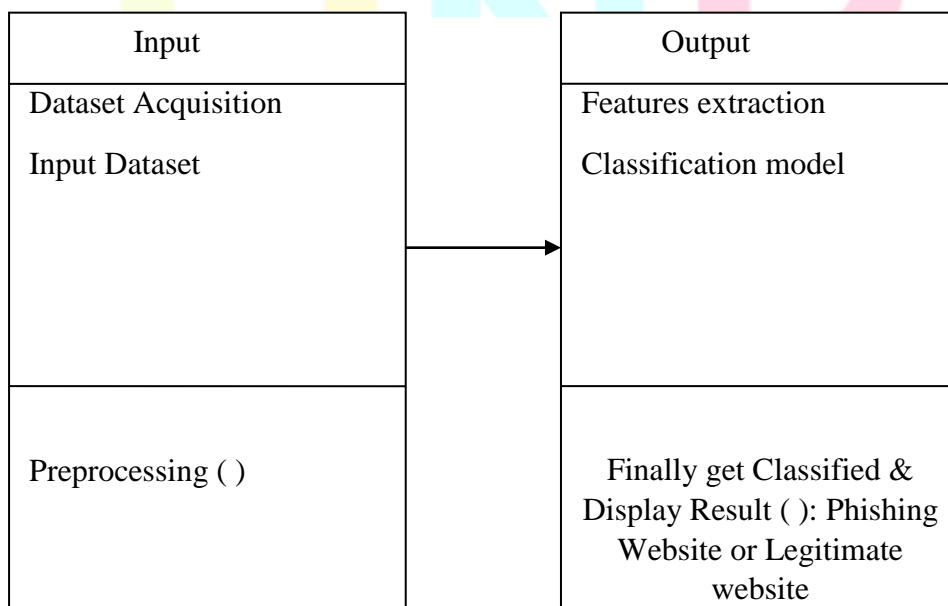 Input
Dataset Acquisition
Input Dataset
Preprocessing ( )
Output
Features extraction
Classification model
Finally get Classified &
Display Result ( ): Phishing
Website or Legitimate
website